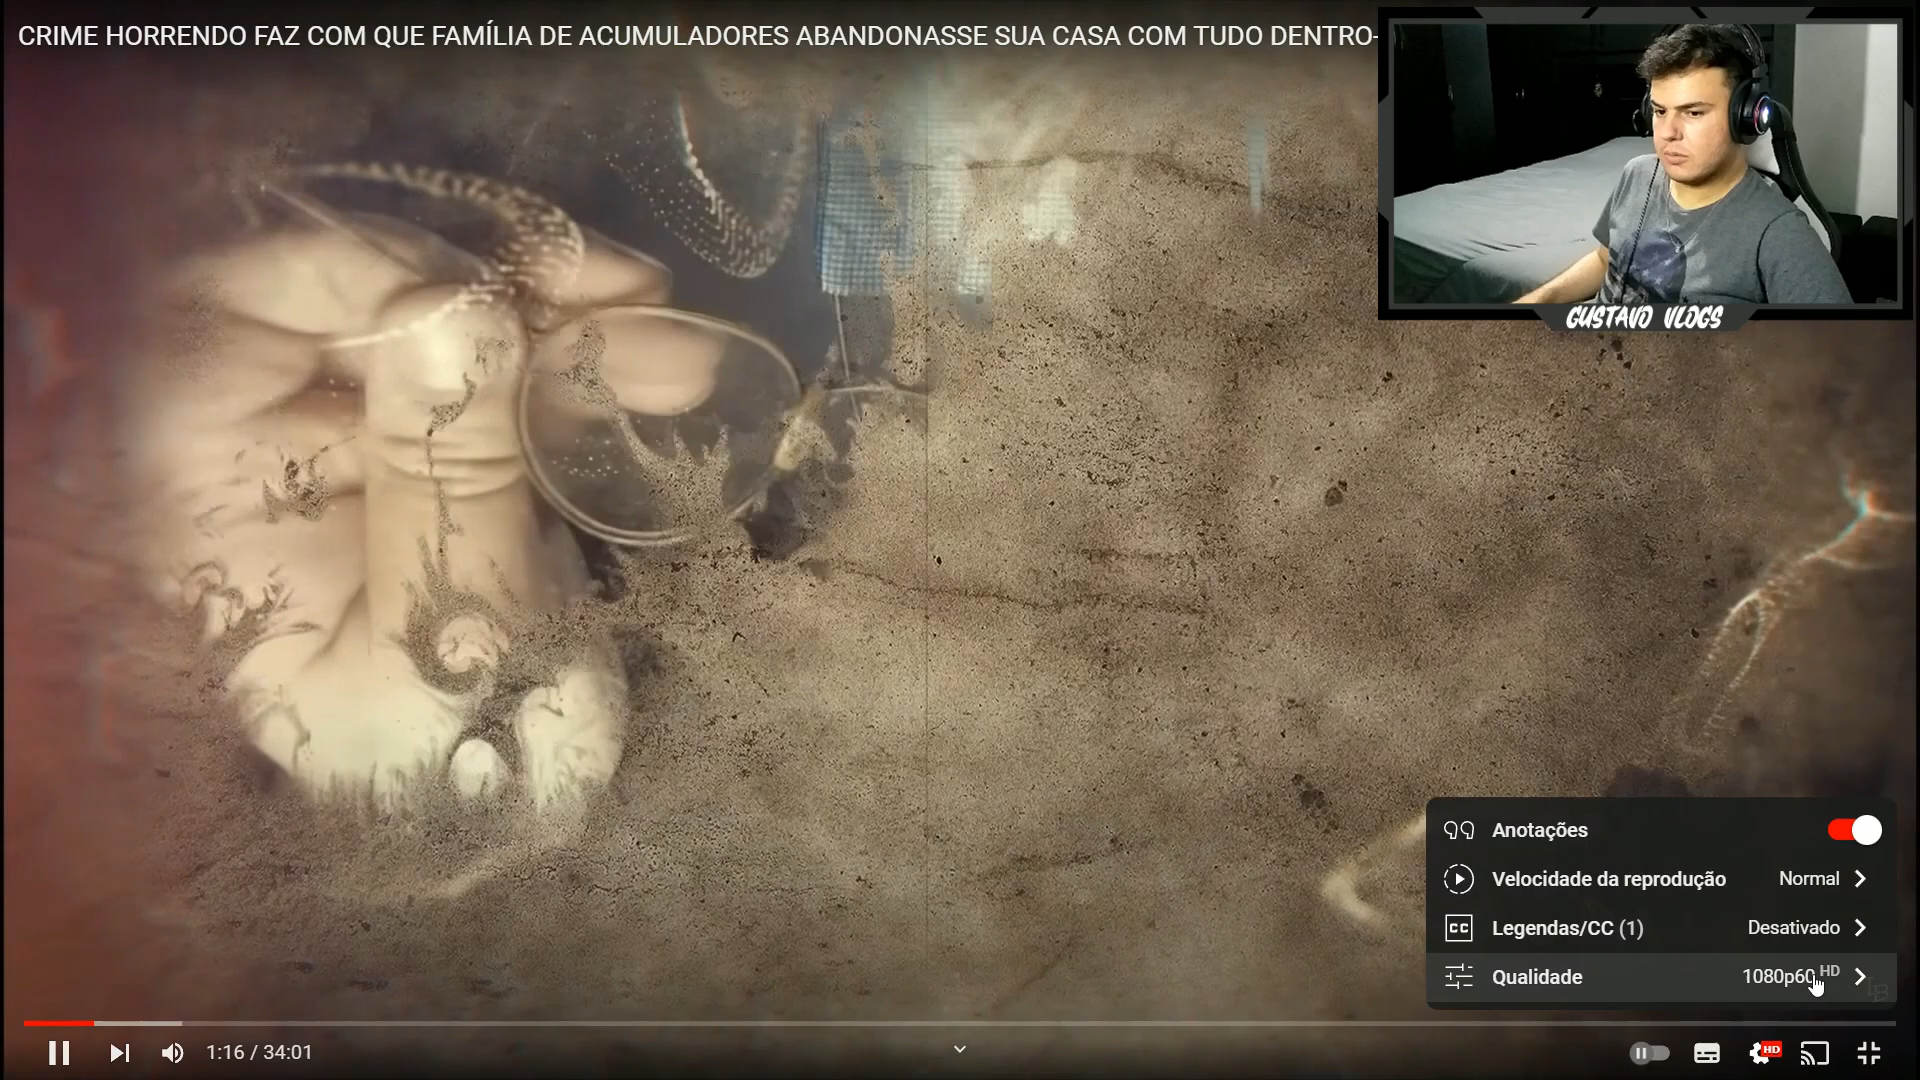 CRIME HORRENDO FAZ COM QUE FAMÍLIA DE ACUMULADORES ABANDONASSE SUA CASA COM TUDO DENTRO-
GUSTAVO VLOGS
Anotações
Velocidade da reprodução Normal
CC Legendas/CC (1) Desativado
Qualidade 1080p60 HD
1:16 / 34:01
HD